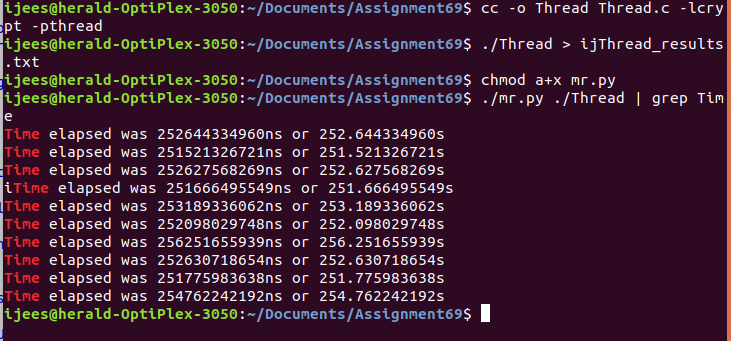 ijees@herald-OptiPlex-3050:~/Documents/Assignment69$ cc -o Thread Thread.c -lcry
pt -pthread
ijees@herald-OptiPlex-3050:~/Documents/Assignment69$ ./Thread > ijThread_results
.txt
ijees@herald-OptiPlex-3050:~/Documents/Assignment69$ chmod a+x mr.py
ijees@herald-OptiPlex-3050:~/Documents/Assignment69$ ./mr.py ./Thread | grep Tim
e
Time elapsed was 252644334960ns or 252.644334960s
Time elapsed was 251521326721ns or 251.521326721s
Time elapsed was 252627568269ns or 252.627568269s
iTime elapsed was 251666495549ns or 251.666495549s
Time elapsed was 253189336062ns or 253.189336062s
Time elapsed was 252098029748ns or 252.098029748s
Time elapsed was 256251655939ns or 256.251655939s
Time elapsed was 252630718654ns or 252.630718654s
Time elapsed was 251775983638ns or 251.775983638s
Time elapsed was 254762242192ns or 254.762242192s
ijees@herald-OptiPlex-3050:~/Documents/Assignment69$